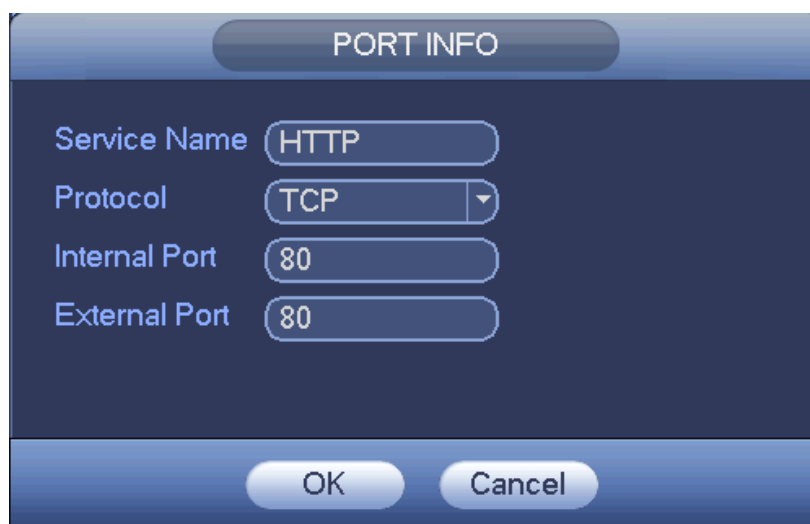 PORT INFO
Service Name HTTP
Protocol TCP
Internal Port 80
External Port 80
OK Cancel